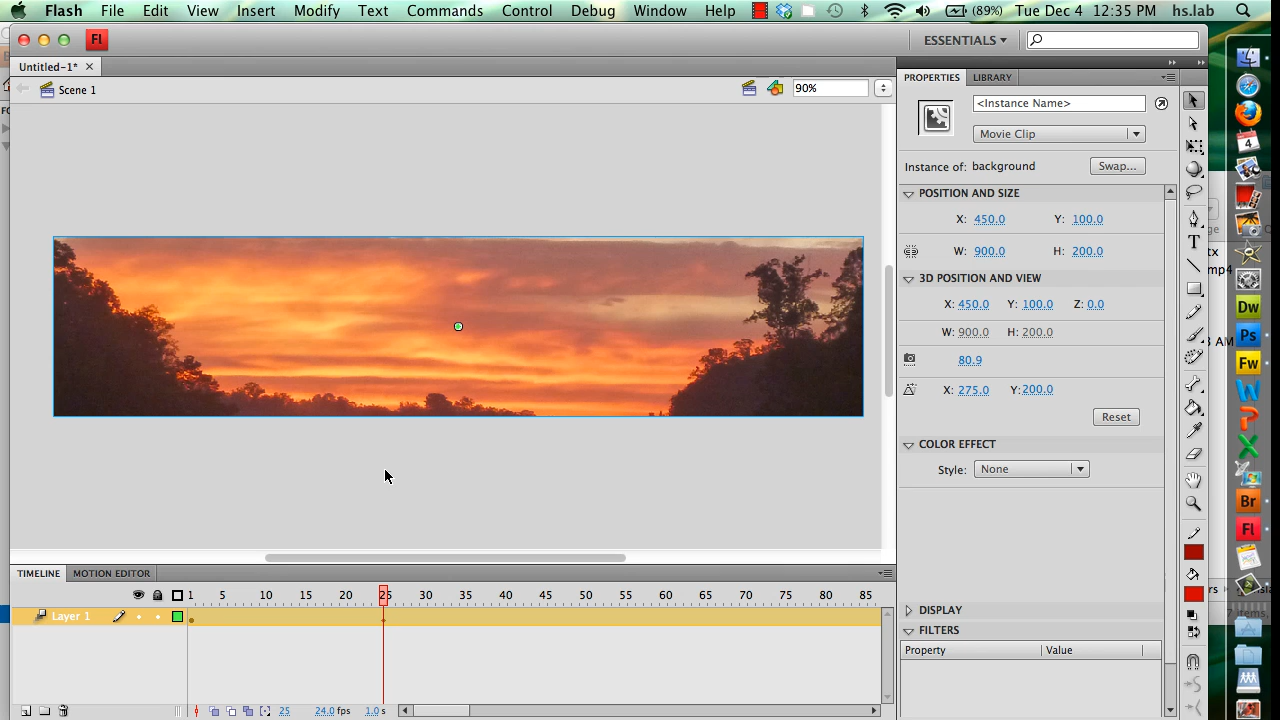 Flash File Edit View Insert Modify Text Commands Control Debug Window Help (89%) Tue Dec 4 12:35 PM hs.lab
Fl ESSENTIALS
Untitled-1*
Scene 1 90%
PROPERTIES LIBRARY
<Instance Name>
Movie Clip
Instance of: background Swap...
POSITION AND SIZE
X: 450.0 Y: 100.0
W: 900.0 H: 200.0
3D POSITION AND VIEW
X: 450.0 Y: 100.0 Z: 0.0
W: 900.0 H: 200.0
80.9
X: 275.0 Y: 200.0
Reset
COLOR EFFECT
Style: None
DISPLAY
FILTERS
Property Value
TIMELINE MOTION EDITOR
1 5 10 15 20 25 30 35 40 45 50 55 60 65 70 75 80 85
Layer 1
25 24.0 fps 1.0 s
4
Dw
Ps
Fw
Br
Fl
mp4
AM
7 items,